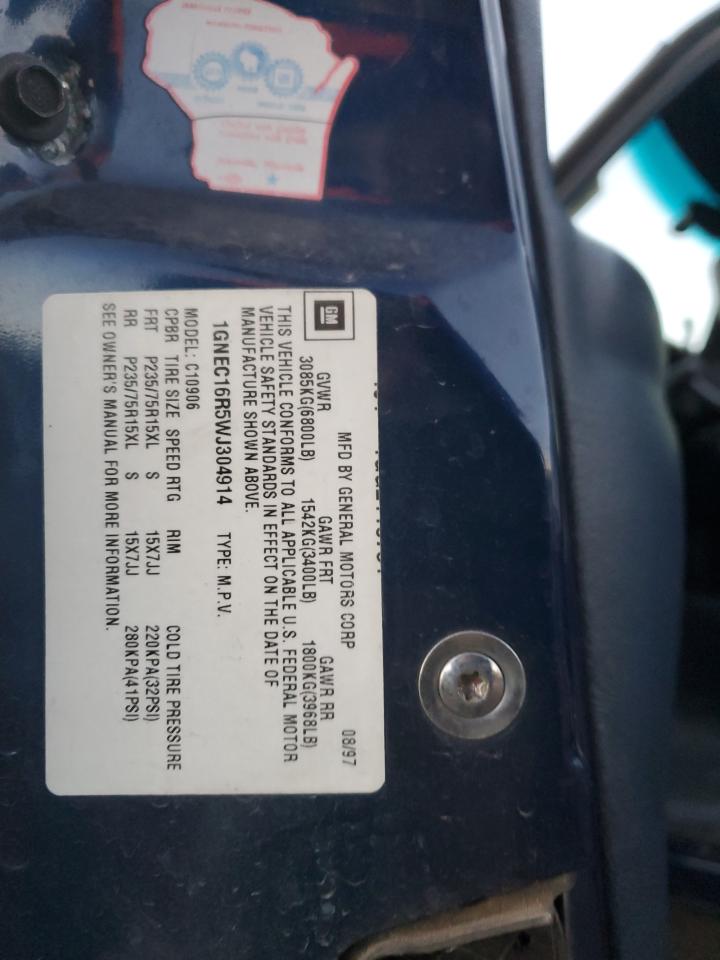 GM
MFD BY GENERAL MOTORS CORP 08/97
GVWR GAWR FRT GAWR RR
3085KG(6800LB) 1542KG(3400LB) 1800KG(3968LB)
THIS VEHICLE CONFORMS TO ALL APPLICABLE U.S. FEDERAL MOTOR
VEHICLE SAFETY STANDARDS IN EFFECT ON THE DATE OF
MANUFACTURE SHOWN ABOVE.
1GNEC16R5WJ304914 TYPE: M.P.V.
MODEL: C10906
CPBR TIRE SIZE SPEED RTG RIM COLD TIRE PRESSURE
FRT P235/75R15XL S 15X7JJ 220KPA(32PSI)
RR P235/75R15XL S 15X7JJ 280KPA(41PSI)
SEE OWNER'S MANUAL FOR MORE INFORMATION.